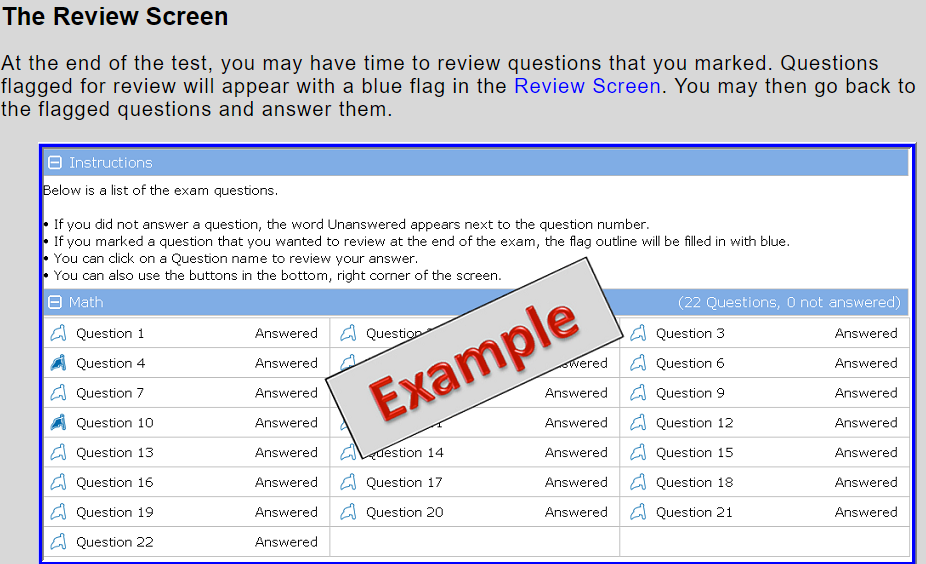 The Review Screen
At the end of the test, you may have time to review questions that you marked. Questions
flagged for review will appear with a blue flag in the Review Screen. You may then go back to
the flagged questions and answer them.
Instructions
Below is a list of the exam questions.
• If you did not answer a question, the word Unanswered appears next to the question number.
• If you marked a question that you wanted to review at the end of the exam, the flag outline will be filled in with blue.
• You can click on a Question name to review your answer.
• You can also use the buttons in the bottom, right corner of the screen.
Math (22 Questions, 0 not answered)
Question 1 Answered Question Question 3 Answered
Question 4 Answered Question 6 Answered
Example
Question 7 Answered Answered Question 9 Answered
Question 10 Answered Answered Question 12 Answered
Question 13 Answered Question 14 Answered Question 15 Answered
Question 16 Answered Question 17 Answered Question 18 Answered
Question 19 Answered Question 20 Answered Question 21 Answered
Question 22 Answered